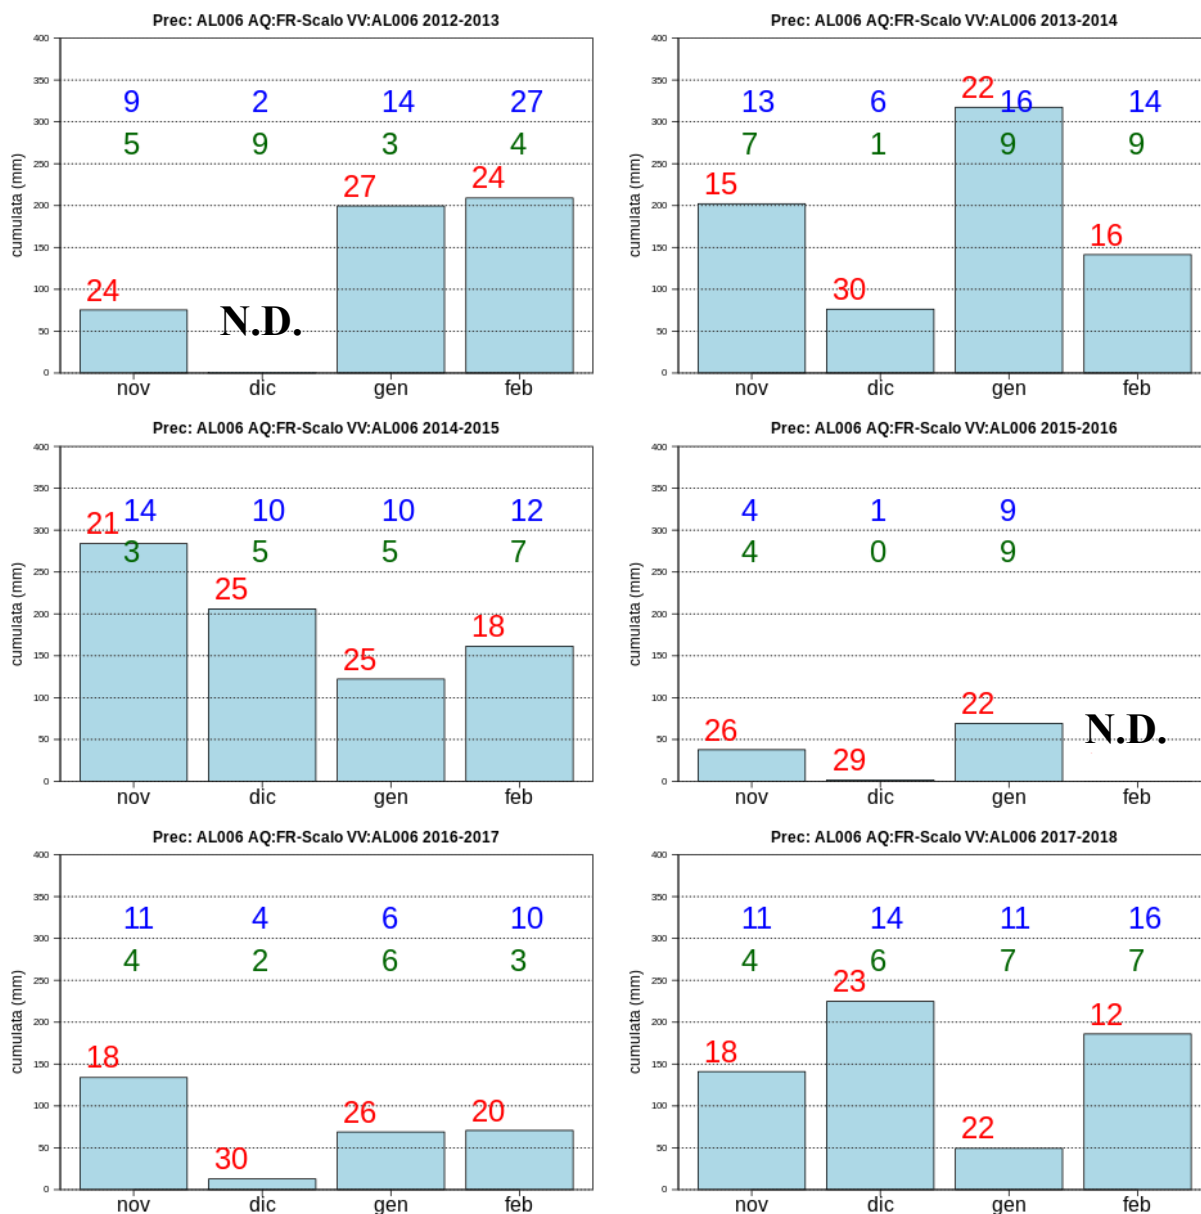 Prec: AL006 AQ:FR-Scalo VV:AL006 2012-2013
cumulata (mm)
400
350
300
250
200
150
100
50
0
9 2 14 27
5 9 3 4
24 N.D. 27 24
nov dic gen feb
Prec: AL006 AQ:FR-Scalo VV:AL006 2013-2014
cumulata (mm)
400
350
300
250
200
150
100
50
0
13 6 16 14
7 1 9 9
15 30 22 16
nov dic gen feb
Prec: AL006 AQ:FR-Scalo VV:AL006 2014-2015
cumulata (mm)
400
350
300
250
200
150
100
50
0
14 10 10 12
3 5 5 7
21 25 25 18
nov dic gen feb
Prec: AL006 AQ:FR-Scalo VV:AL006 2015-2016
cumulata (mm)
400
350
300
250
200
150
100
50
0
4 1 9
4 0 9
26 29 22 N.D.
nov dic gen feb
Prec: AL006 AQ:FR-Scalo VV:AL006 2016-2017
cumulata (mm)
400
350
300
250
200
150
100
50
0
11 4 6 10
4 2 6 3
18 30 26 20
nov dic gen feb
Prec: AL006 AQ:FR-Scalo VV:AL006 2017-2018
cumulata (mm)
400
350
300
250
200
150
100
50
0
11 14 11 16
4 6 7 7
18 23 22 12
nov dic gen feb